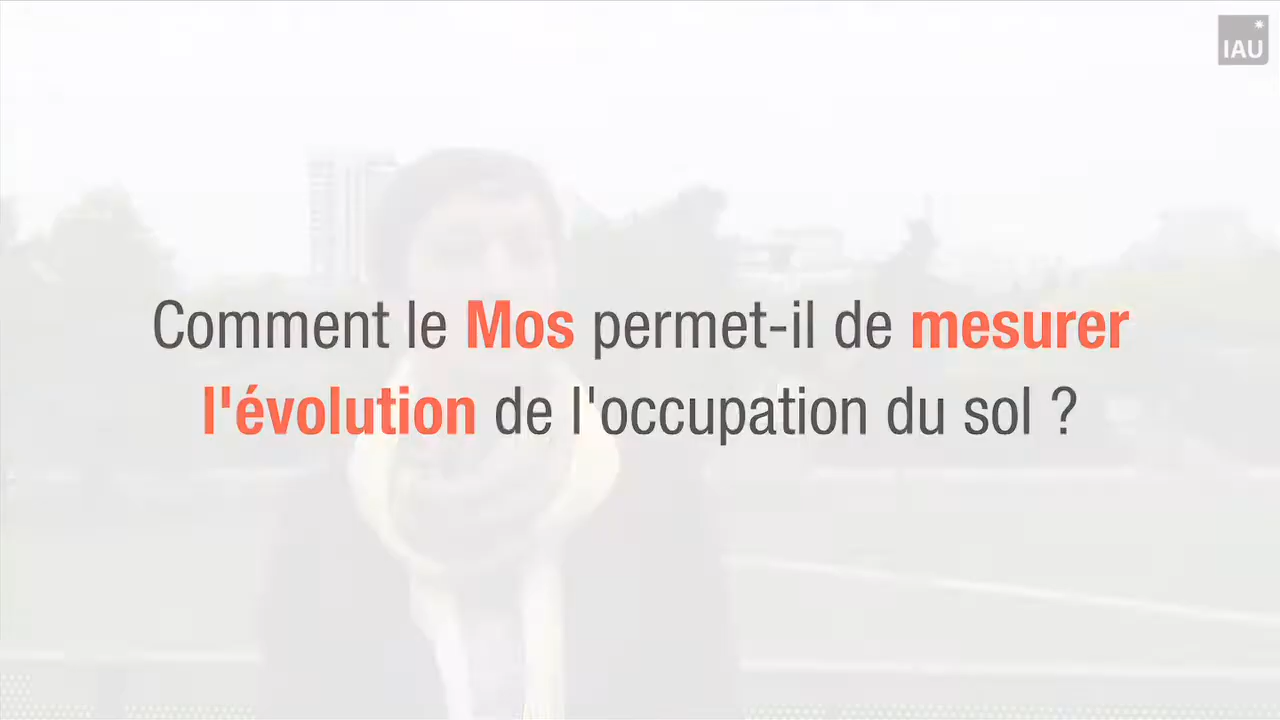 IAU
Comment le Mos permet-il de mesurer
l'évolution de l'occupation du sol ?